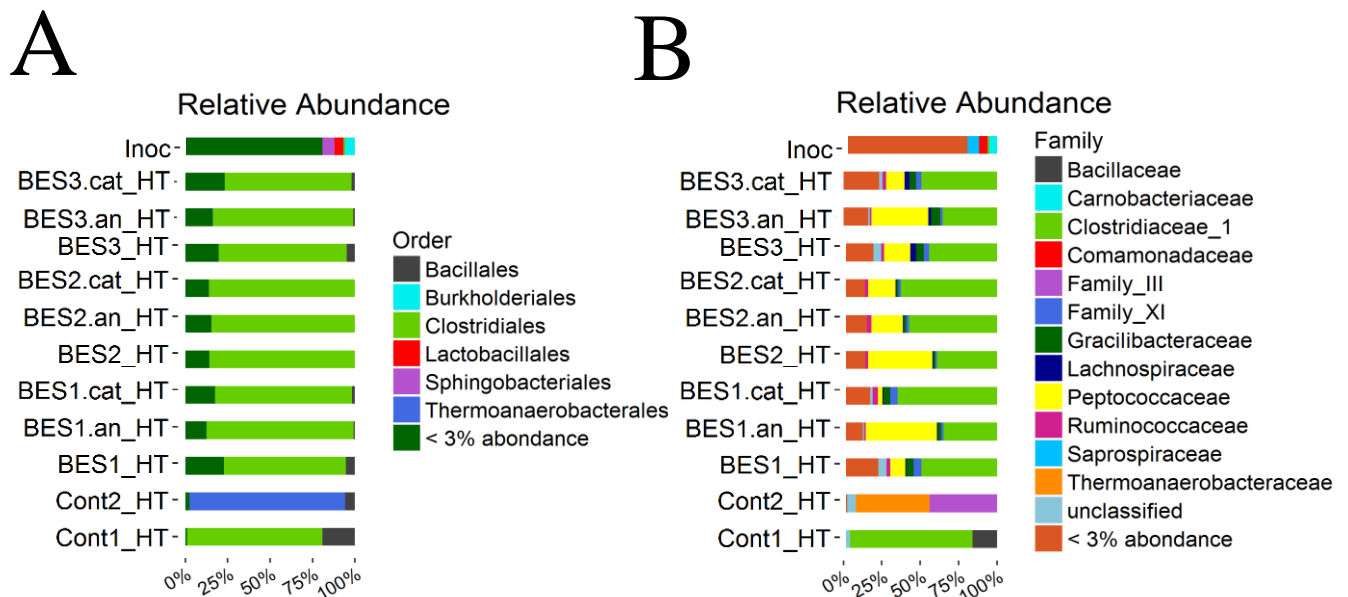 A
Relative Abundance
Inoc
BES3.cat_HT
BES3.an_HT
BES3_HT
BES2.cat_HT
BES2.an_HT
BES2_HT
BES1.cat_HT
BES1.an_HT
BES1_HT
Cont2_HT
Cont1_HT
0% 25% 50% 75% 100%
Order
Bacillales
Burkholderiales
Clostridiales
Lactobacillales
Sphingobacteriales
Thermoanaerobacterales
< 3% abondance
B
Relative Abundance
Inoc
BES3.cat_HT
BES3.an_HT
BES3_HT
BES2.cat_HT
BES2.an_HT
BES2_HT
BES1.cat_HT
BES1.an_HT
BES1_HT
Cont2_HT
Cont1_HT
0% 25% 50% 75% 100%
Family
Bacillaceae
Carnobacteriaceae
Clostridiaceae_1
Comamonadaceae
Family_III
Family_XI
Gracilibacteraceae
Lachnospiraceae
Peptococcaceae
Ruminococcaceae
Saprospiraceae
Thermoanaerobacteraceae
unclassified
< 3% abondance